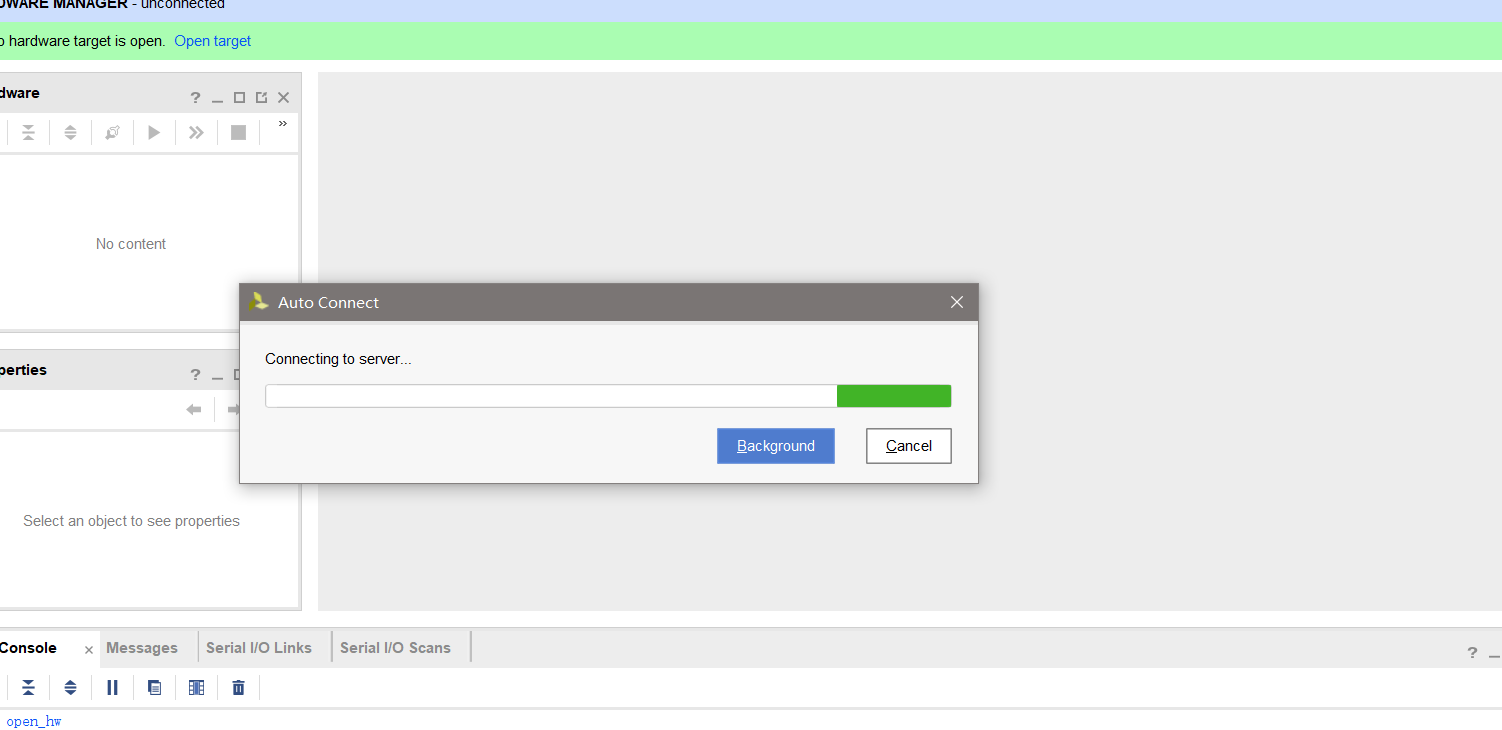 DWARE MANAGER - unconnected
o hardware target is open. Open target
dware
?
»
No content
Auto Connect
Connecting to server...
Background
Cancel
perties
?
Select an object to see properties
Console
Messages
Serial I/O Links
Serial I/O Scans
?
open_hw